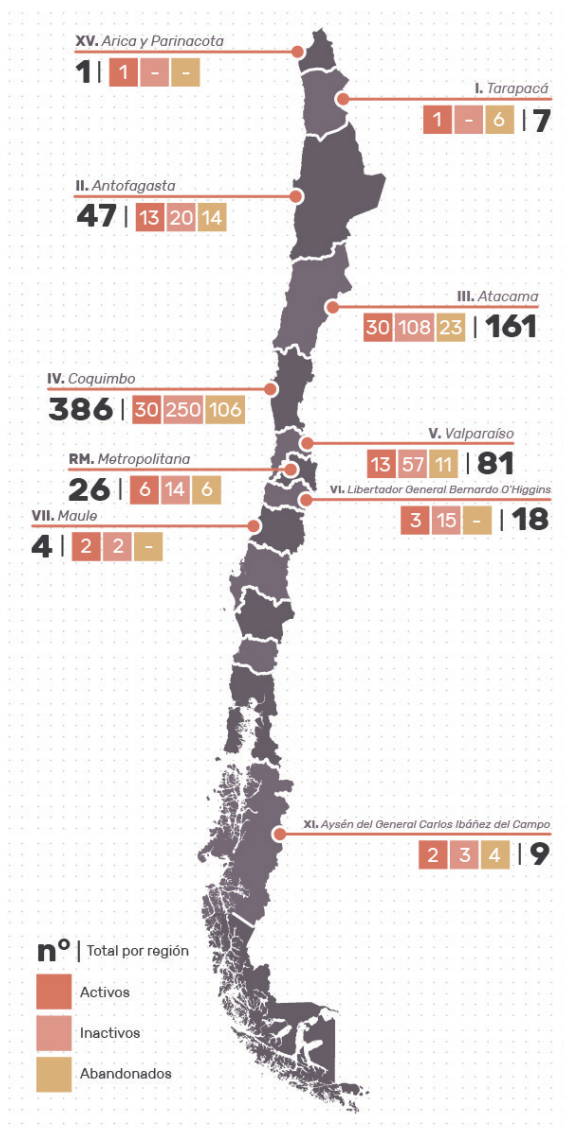 XV. Arica y Parinacota
1 | 1 - -
I. Tarapacá
1 - 6 | 7
II. Antofagasta
47 | 13 20 14
III. Atacama
30 108 23 | 161
IV. Coquimbo
386 | 30 250 106
V. Valparaíso
13 57 11 | 81
RM. Metropolitana
26 | 6 14 6
VI. Libertador General Bernardo O'Higgins
3 15 - | 18
VII. Maule
4 | 2 2 -
XI. Aysén del General Carlos Ibáñez del Campo
2 3 4 | 9
n° | Total por región
Activos
Inactivos
Abandonados